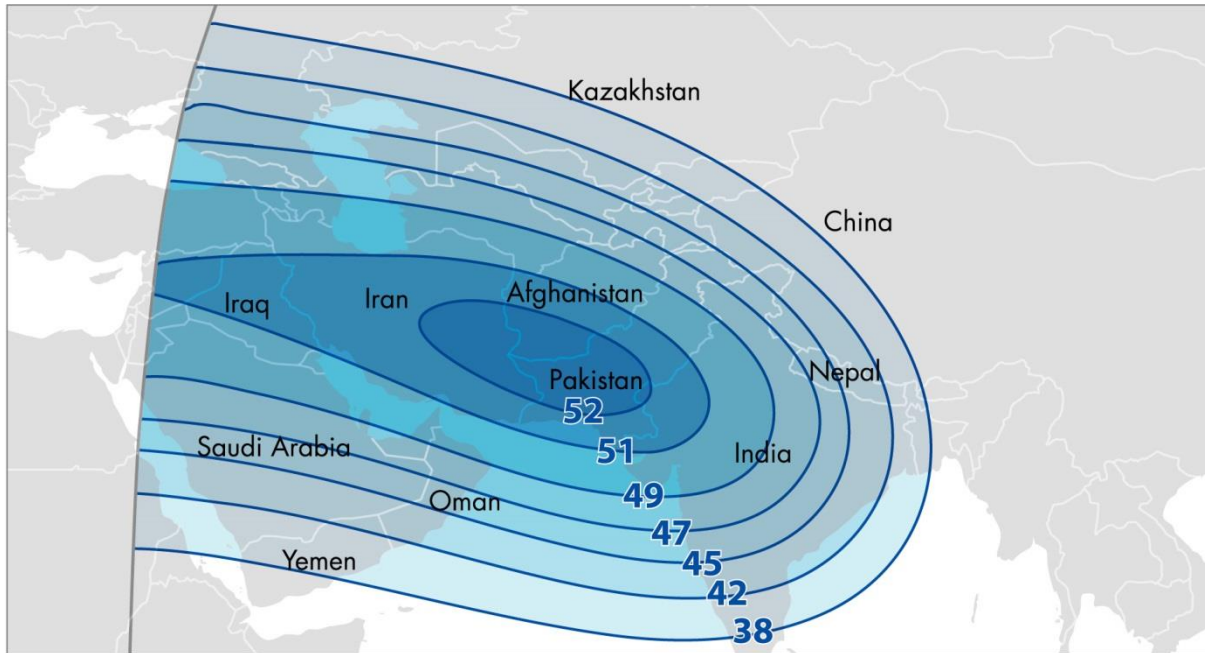 Kazakhstan
China
Afghanistan
Iran
Iraq
Nepal
Pakistan
52
Saudi Arabia
51
India
49
Oman
47
Yemen
45
42
38